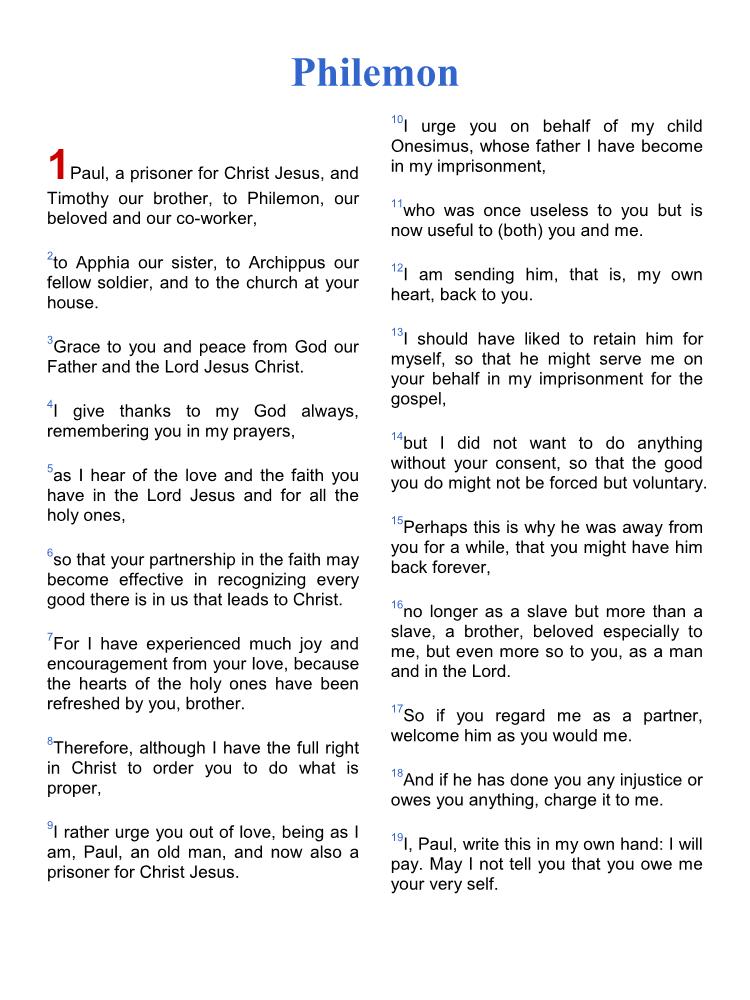 Philemon
1 Paul, a prisoner for Christ Jesus, and
Timothy our brother, to Philemon, our
beloved and our co-worker,
2to Apphia our sister, to Archippus our
fellow soldier, and to the church at your
house.
3Grace to you and peace from God our
Father and the Lord Jesus Christ.
4I give thanks to my God always,
remembering you in my prayers,
5as I hear of the love and the faith you
have in the Lord Jesus and for all the
holy ones,
6so that your partnership in the faith may
become effective in recognizing every
good there is in us that leads to Christ.
7For I have experienced much joy and
encouragement from your love, because
the hearts of the holy ones have been
refreshed by you, brother.
8Therefore, although I have the full right
in Christ to order you to do what is
proper,
9I rather urge you out of love, being as I
am, Paul, an old man, and now also a
prisoner for Christ Jesus.
10I urge you on behalf of my child
Onesimus, whose father I have become
in my imprisonment,
11who was once useless to you but is
now useful to (both) you and me.
12I am sending him, that is, my own
heart, back to you.
13I should have liked to retain him for
myself, so that he might serve me on
your behalf in my imprisonment for the
gospel,
14but I did not want to do anything
without your consent, so that the good
you do might not be forced but voluntary.
15Perhaps this is why he was away from
you for a while, that you might have him
back forever,
16no longer as a slave but more than a
slave, a brother, beloved especially to
me, but even more so to you, as a man
and in the Lord.
17So if you regard me as a partner,
welcome him as you would me.
18And if he has done you any injustice or
owes you anything, charge it to me.
19I, Paul, write this in my own hand: I will
pay. May I not tell you that you owe me
your very self.